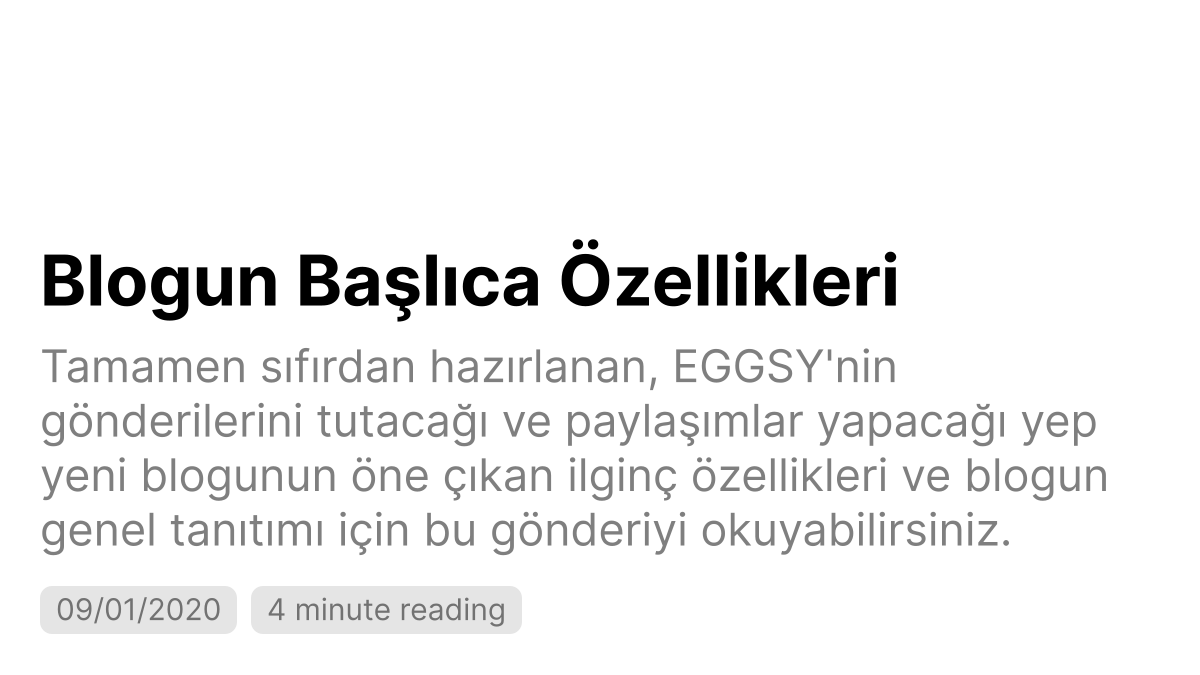 Blogun Başlıca Özellikleri
Tamamen sıfırdan hazırlanan, EGGSY'nin
gönderilerini tutacağı ve paylaşımlar yapacağı yep
yeni blogunun öne çıkan ilginç özellikleri ve blogun
genel tanıtımı için bu gönderiyi okuyabilirsiniz.
09/01/2020 4 minute reading